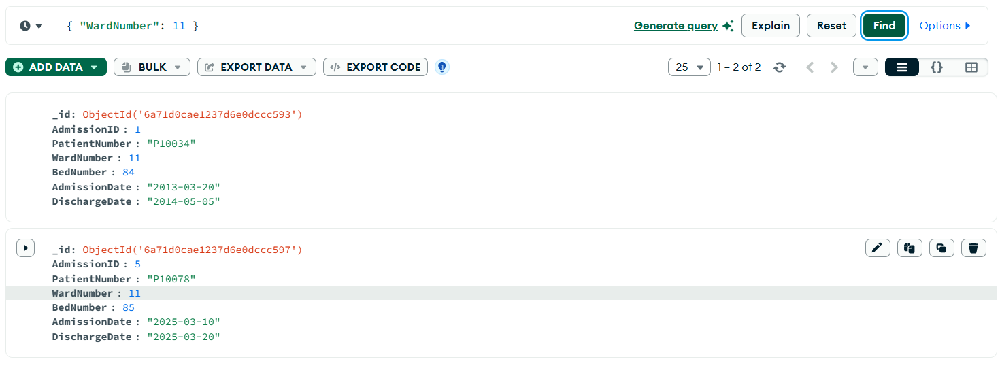 { "WardNumber": 11 }
Generate query
Explain
Reset
Find
Options
ADD DATA
BULK
EXPORT DATA
EXPORT CODE
25
1 – 2 of 2
{}
_id: ObjectId('6a71d0cae1237d6e0dccc593')
AdmissionID : 1
PatientNumber : "P10034"
WardNumber : 11
BedNumber : 84
AdmissionDate : "2013-03-20"
DischargeDate : "2014-05-05"
_id: ObjectId('6a71d0cae1237d6e0dccc597')
AdmissionID : 5
PatientNumber : "P10078"
WardNumber : 11
BedNumber : 85
AdmissionDate : "2025-03-10"
DischargeDate : "2025-03-20"